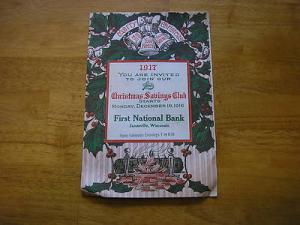 1917
YOU ARE INVITED
TO JOIN OUR
Christmas Savings Club
STARTS
MONDAY, DECEMBER 18, 1916
First National Bank
Janesville, Wisconsin